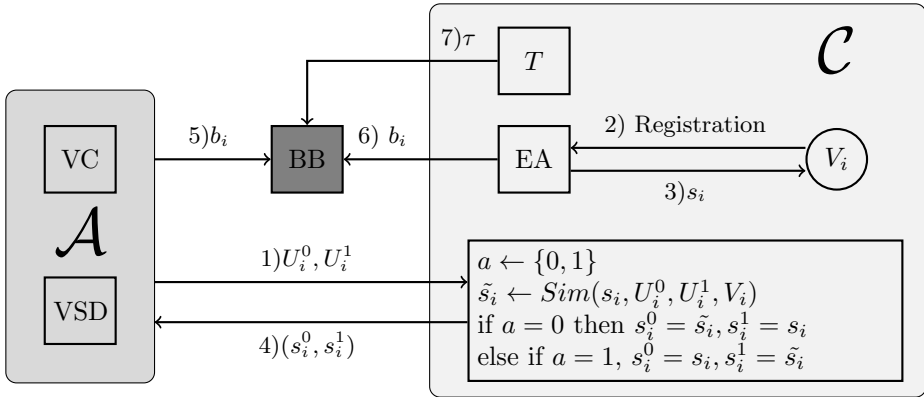 7)τ
T
𝒞
VC
5)b_i
BB
6) b_i
EA
2) Registration
V_i
3)s_i
𝒜
VSD
1)U_i^0, U_i^1
4)(s_i^0, s_i^1)
a ← {0, 1}
s̃_i ← Sim(s_i, U_i^0, U_i^1, V_i)
if a = 0 then s_i^0 = s̃_i, s_i^1 = s_i
else if a = 1, s_i^0 = s_i, s_i^1 = s̃_i